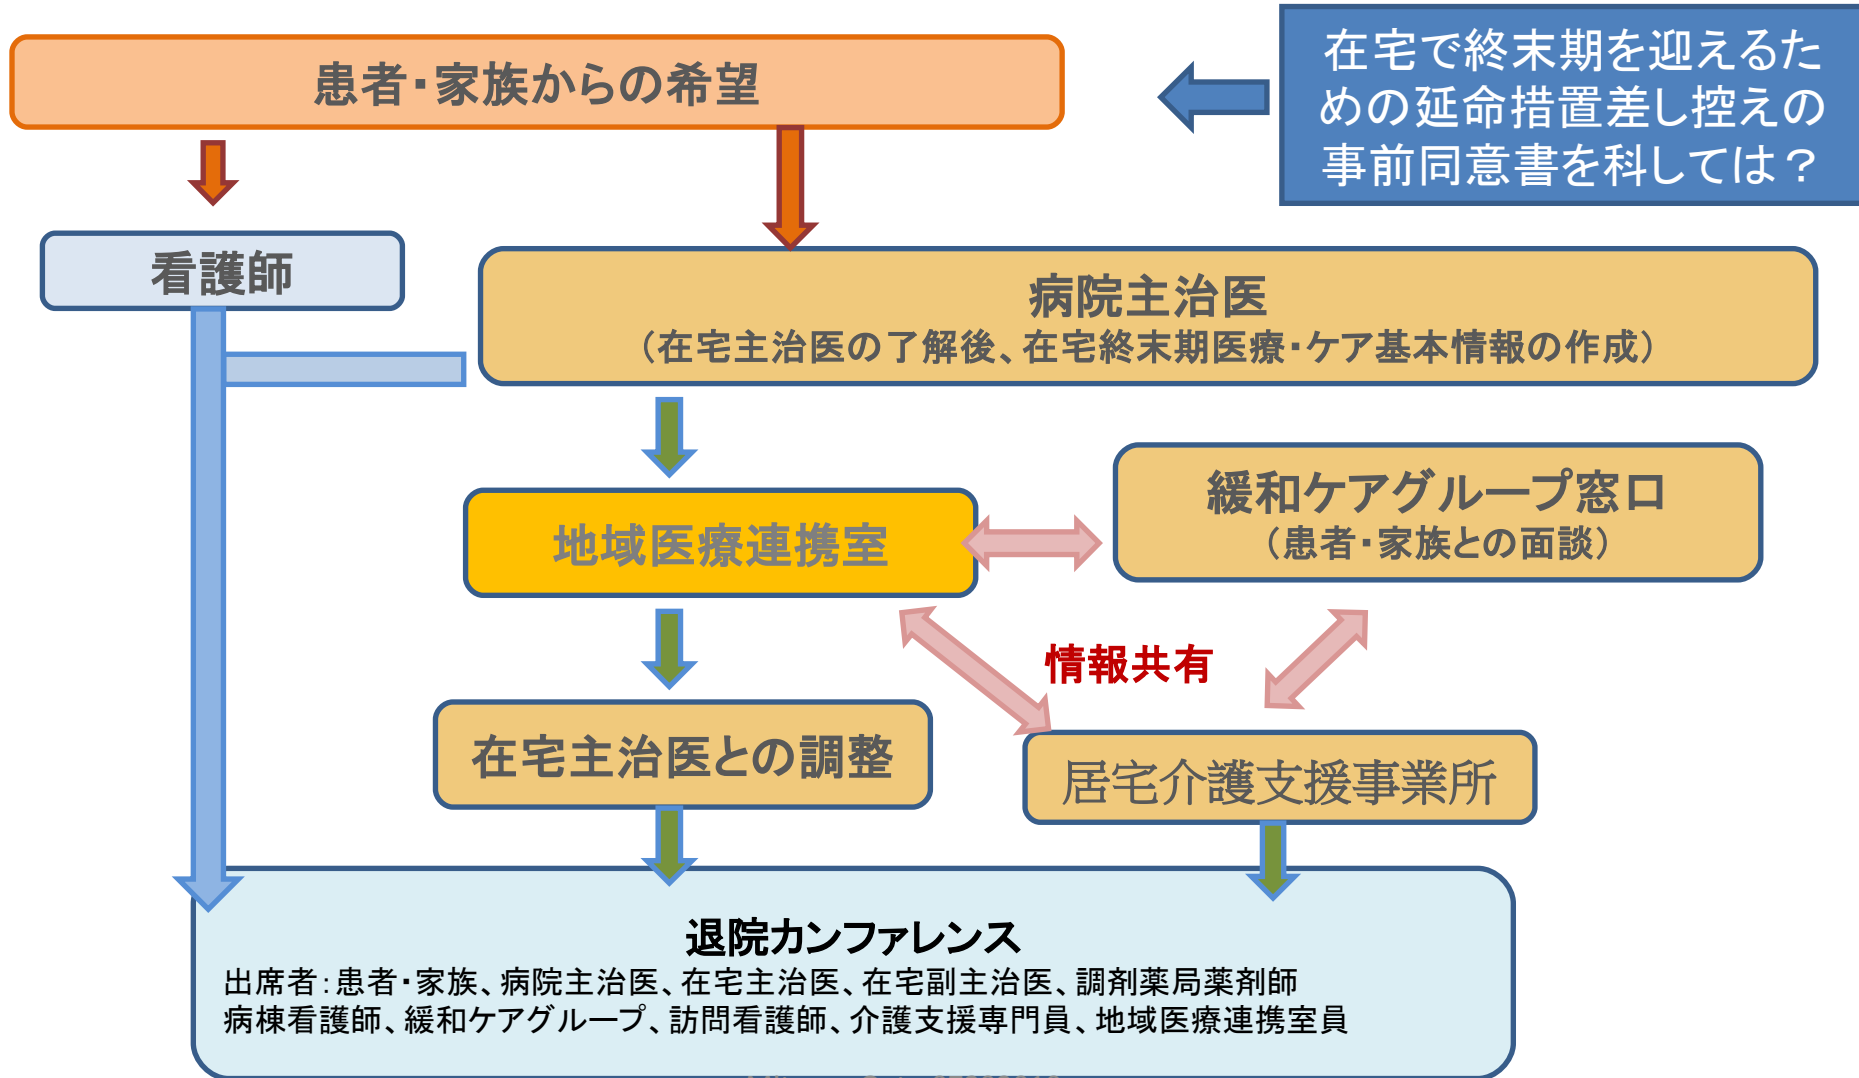 患者・家族からの希望
在宅で終末期を迎えるた
めの延命措置差し控えの
事前同意書を科しては?
看護師
病院主治医
(在宅主治医の了解後、在宅終末期医療・ケア基本情報の作成)
地域医療連携室
緩和ケアグループ窓口
(患者・家族との面談)
情報共有
在宅主治医との調整
居宅介護支援事業所
退院カンファレンス
出席者:患者・家族、病院主治医、在宅主治医、在宅副主治医、調剤薬局薬剤師
病棟看護師、緩和ケアグループ、訪問看護師、介護支援専門員、地域医療連携室員